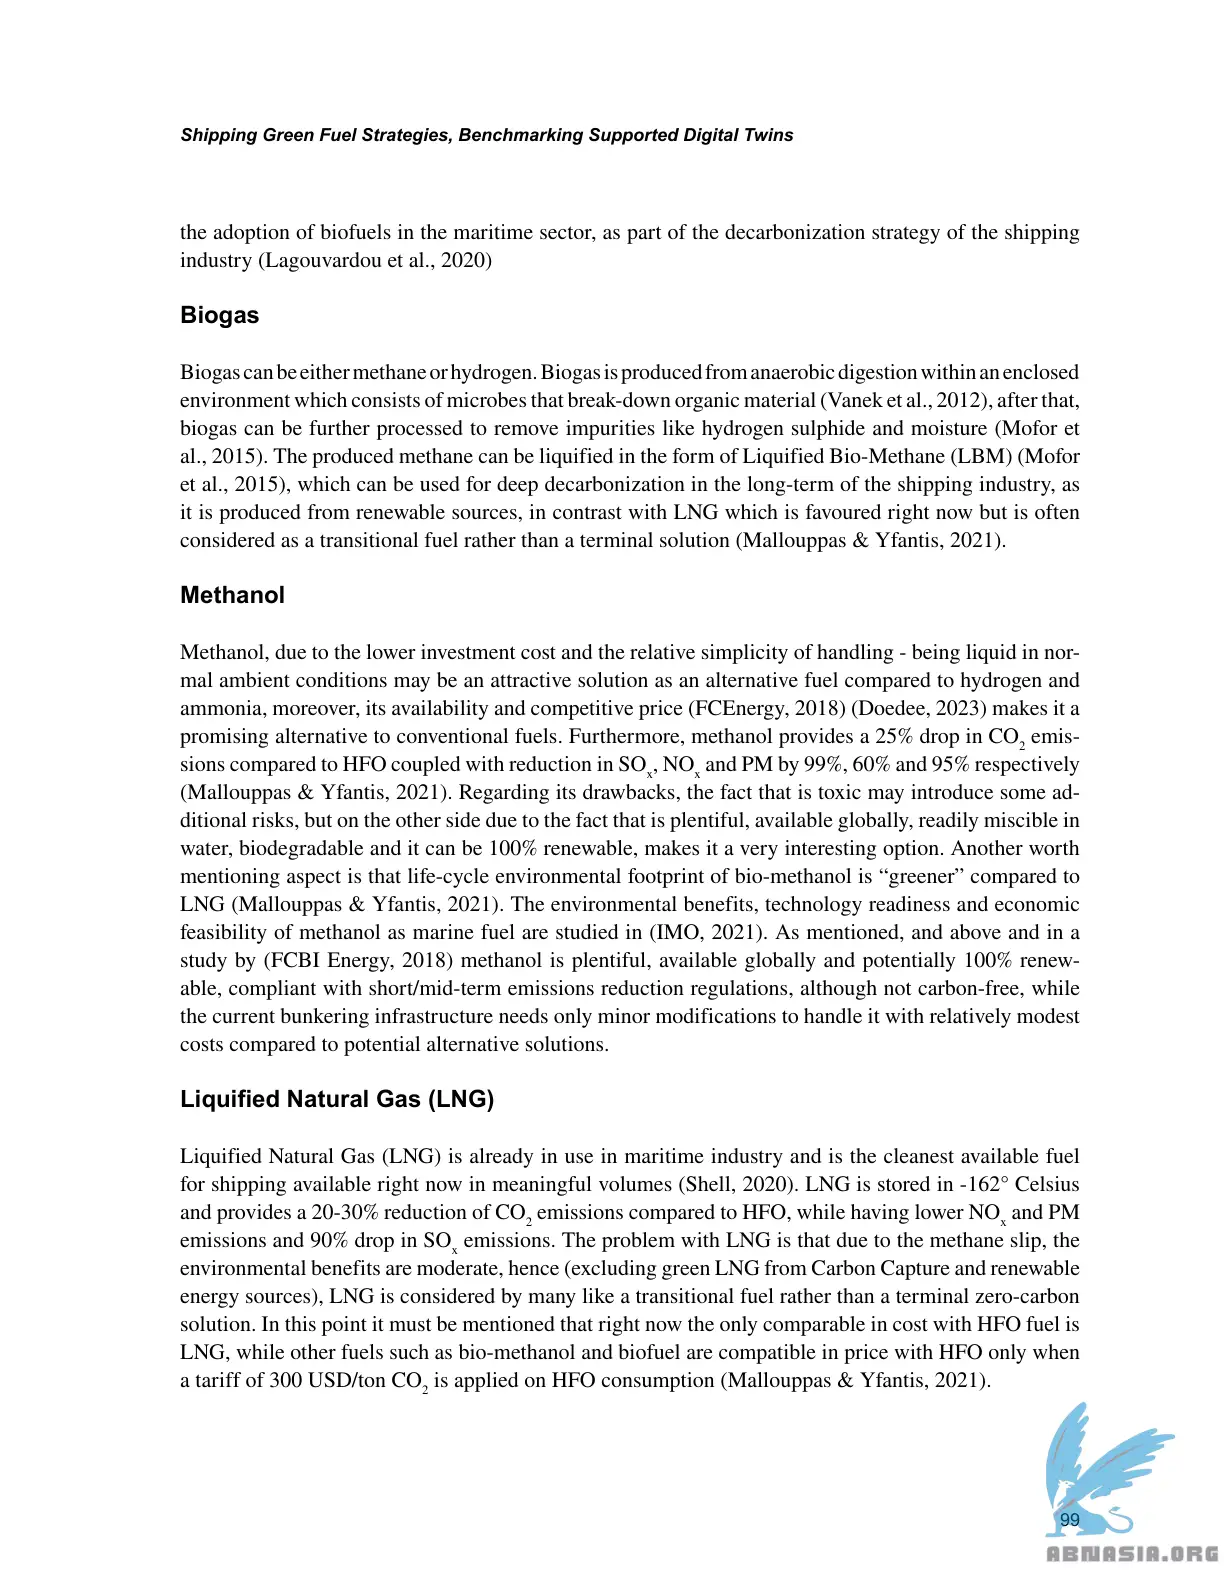 Shipping Green Fuel Strategies, Benchmarking Supported Digital Twins
the adoption of biofuels in the maritime sector, as part of the decarbonization strategy of the shipping
industry (Lagouvardou et al., 2020)
Biogas
Biogas can be either methane or hydrogen. Biogas is produced from anaerobic digestion within an enclosed
environment which consists of microbes that break-down organic material (Vanek et al., 2012), after that,
biogas can be further processed to remove impurities like hydrogen sulphide and moisture (Mofor et
al., 2015). The produced methane can be liquified in the form of Liquified Bio-Methane (LBM) (Mofor
et al., 2015), which can be used for deep decarbonization in the long-term of the shipping industry, as
it is produced from renewable sources, in contrast with LNG which is favoured right now but is often
considered as a transitional fuel rather than a terminal solution (Mallouppas & Yfantis, 2021).
Methanol
Methanol, due to the lower investment cost and the relative simplicity of handling - being liquid in nor-
mal ambient conditions may be an attractive solution as an alternative fuel compared to hydrogen and
ammonia, moreover, its availability and competitive price (FCEnergy, 2018) (Doedee, 2023) makes it a
promising alternative to conventional fuels. Furthermore, methanol provides a 25% drop in CO2 emis-
sions compared to HFO coupled with reduction in SOx, NOx and PM by 99%, 60% and 95% respectively
(Mallouppas & Yfantis, 2021). Regarding its drawbacks, the fact that is toxic may introduce some ad-
ditional risks, but on the other side due to the fact that is plentiful, available globally, readily miscible in
water, biodegradable and it can be 100% renewable, makes it a very interesting option. Another worth
mentioning aspect is that life-cycle environmental footprint of bio-methanol is “greener” compared to
LNG (Mallouppas & Yfantis, 2021). The environmental benefits, technology readiness and economic
feasibility of methanol as marine fuel are studied in (IMO, 2021). As mentioned, and above and in a
study by (FCBI Energy, 2018) methanol is plentiful, available globally and potentially 100% renew-
able, compliant with short/mid-term emissions reduction regulations, although not carbon-free, while
the current bunkering infrastructure needs only minor modifications to handle it with relatively modest
costs compared to potential alternative solutions.
Liquified Natural Gas (LNG)
Liquified Natural Gas (LNG) is already in use in maritime industry and is the cleanest available fuel
for shipping available right now in meaningful volumes (Shell, 2020). LNG is stored in -162° Celsius
and provides a 20-30% reduction of CO2 emissions compared to HFO, while having lower NOx and PM
emissions and 90% drop in SOx emissions. The problem with LNG is that due to the methane slip, the
environmental benefits are moderate, hence (excluding green LNG from Carbon Capture and renewable
energy sources), LNG is considered by many like a transitional fuel rather than a terminal zero-carbon
solution. In this point it must be mentioned that right now the only comparable in cost with HFO fuel is
LNG, while other fuels such as bio-methanol and biofuel are compatible in price with HFO only when
a tariff of 300 USD/ton CO2 is applied on HFO consumption (Mallouppas & Yfantis, 2021).
99
ABNASIA.ORG